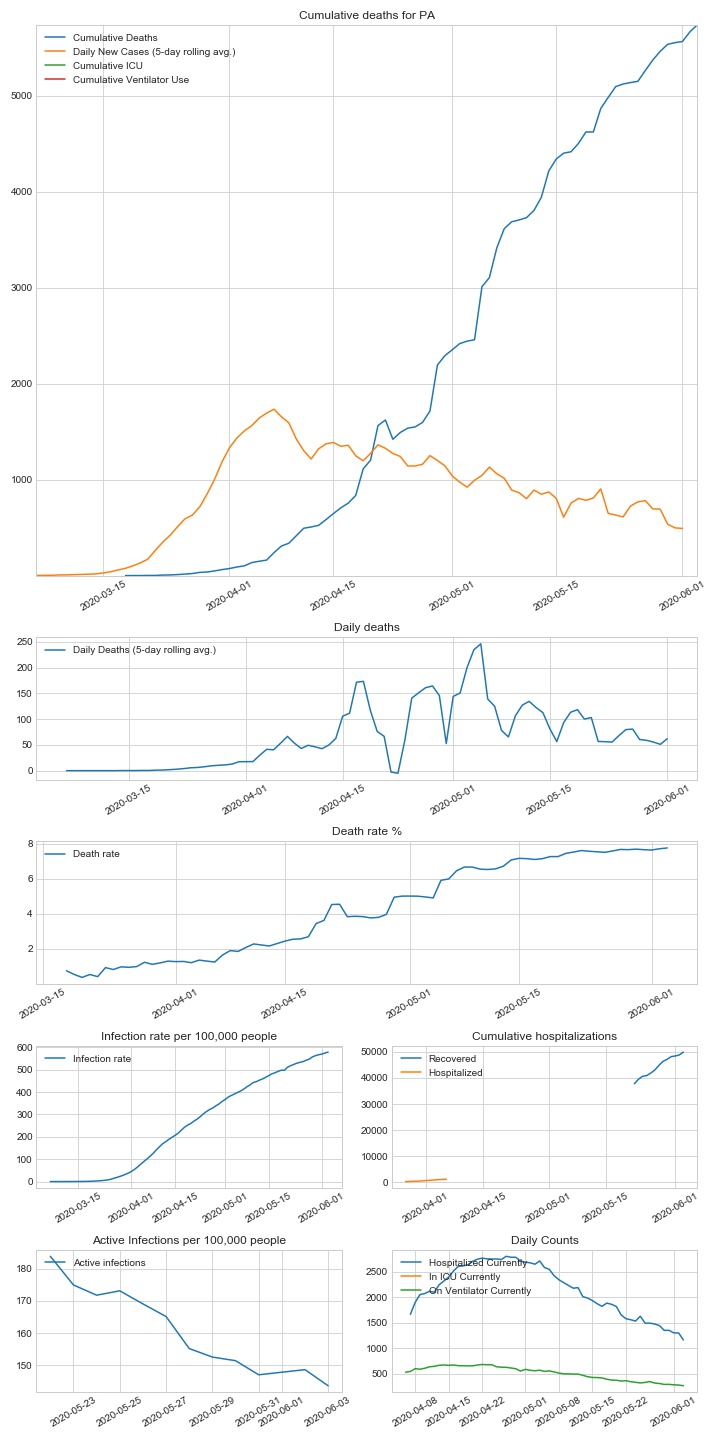 Cumulative deaths for PA
Cumulative Deaths
Daily New Cases (5-day rolling avg.)
Cumulative ICU
Cumulative Ventilator Use
5000
4000
3000
2000
1000
2020-03-15 2020-04-01 2020-04-15 2020-05-01 2020-05-15 2020-06-01
Daily deaths
Daily Deaths (5-day rolling avg.)
250
200
150
100
50
0
2020-03-15 2020-04-01 2020-04-15 2020-05-01 2020-05-15 2020-06-01
Death rate %
Death rate
8
6
4
2
2020-03-15 2020-04-01 2020-04-15 2020-05-01 2020-05-15 2020-06-01
Infection rate per 100,000 people
Infection rate
600
500
400
300
200
100
0
2020-03-15 2020-04-01 2020-04-15 2020-05-01 2020-05-15 2020-06-01
Cumulative hospitalizations
Recovered
Hospitalized
50000
40000
30000
20000
10000
0
2020-04-01 2020-04-15 2020-05-01 2020-05-15 2020-06-01
Active Infections per 100,000 people
Active infections
180
170
160
150
2020-05-23 2020-05-25 2020-05-27 2020-05-29 2020-05-31 2020-06-01 2020-06-03
Daily Counts
Hospitalized Currently
In ICU Currently
On Ventilator Currently
2500
2000
1500
1000
500
2020-04-08 2020-04-15 2020-04-22 2020-05-01 2020-05-08 2020-05-15 2020-05-22 2020-06-01